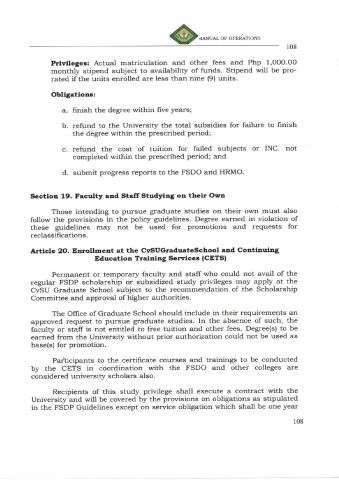 MANUAL OF OPERATIONS
108
Privileges: Actual matriculation and other fees and Php 1,000.00
monthly stipend subject to availability of funds. Stipend will be pro-
rated if the units enrolled are less than nine (9) units.
Obligations:
a. finish the degree within five years;
b. refund to the University the total subsidies for failure to finish
the degree within the prescribed period;
c. refund the cost of tuition for failed subjects or INC. not
completed within the prescribed period; and
d. submit progress reports to the FSDO and HRMO.
Section 19. Faculty and Staff Studying on their Own
Those intending to pursue graduate studies on their own must also
follow the provisions in the policy guidelines. Degree earned in violation of
these guidelines may not be used for promotions and requests for
reclassifications.
Article 20. Enrollment at the CvSUGraduateSchool and Continuing
Education Training Services (CETS)
Permanent or temporary faculty and staff who could not avail of the
regular FSDP scholarship or subsidized study privileges may apply at the
CvSU Graduate School subject to the recommendation of the Scholarship
Committee and approval of higher authorities.
The Office of Graduate School should include in their requirements an
approved request to pursue graduate studies. In the absence of such, the
faculty or staff is not entitled to free tuition and other fees. Degree(s) to be
earned from the University without prior authorization could not be used as
base(s) for promotion.
Participants to the certificate courses and trainings to be conducted
by the CETS in coordination with the FSDO and other colleges are
considered university scholars also.
Recipients of this study privilege shall execute a contract with the
University and will be covered by the provisions on obligations as stipulated
in the FSDP Guidelines except on service obligation which shall be one year
108